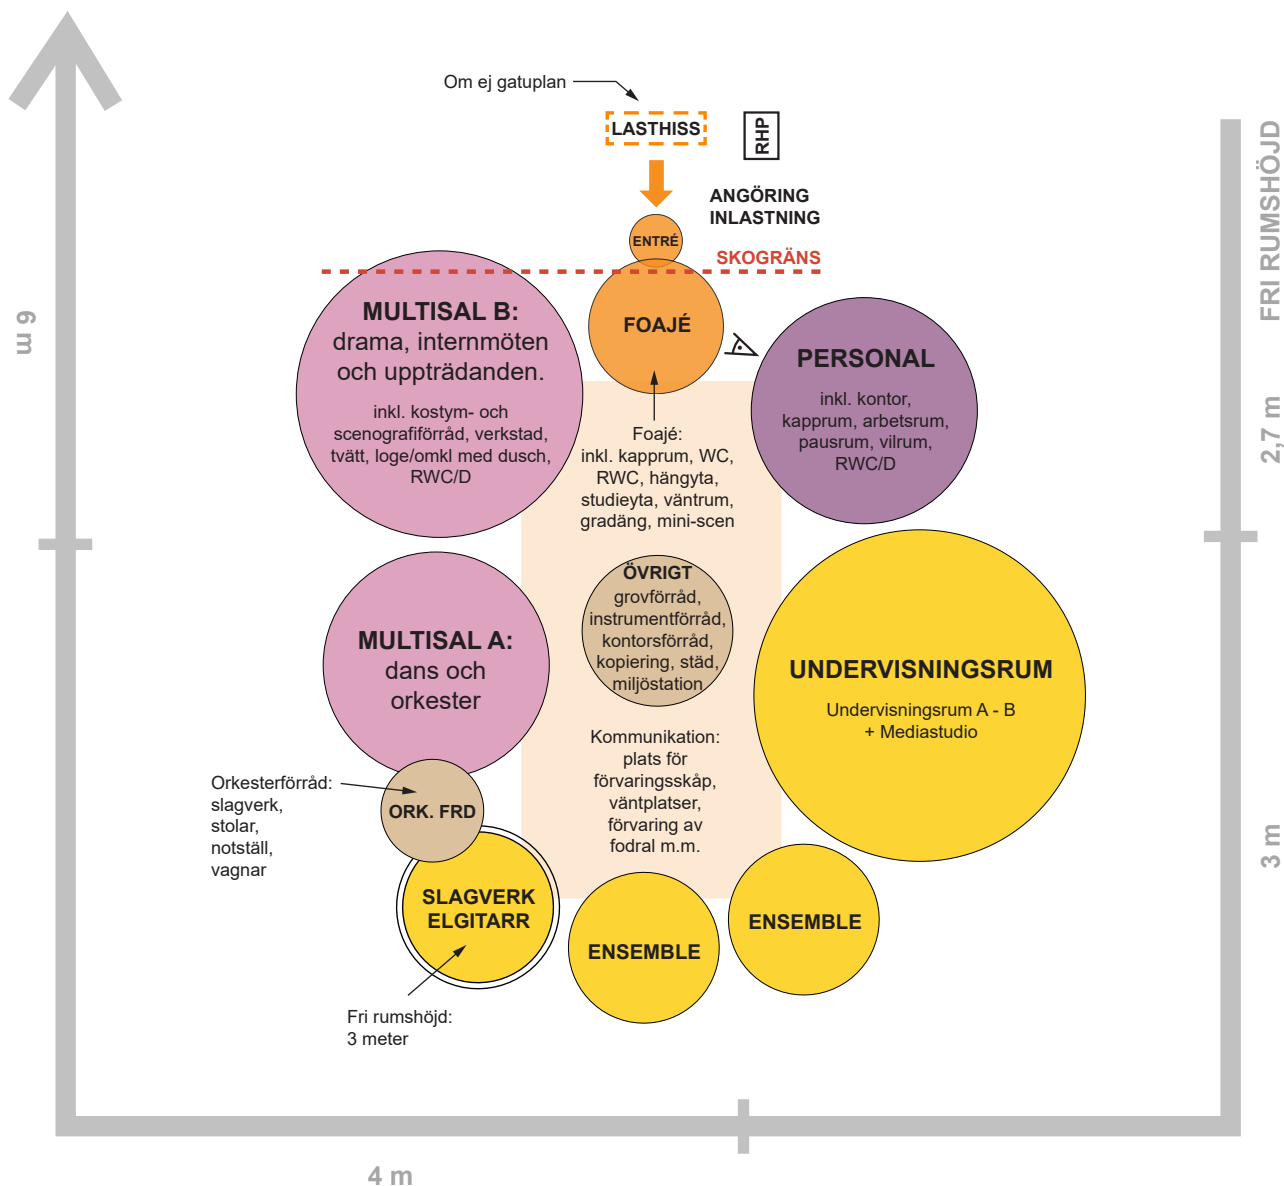 Om ej gatuplan
LASTHISS
RHP
ANGÖRING
INLASTNING
ENTRÉ
SKOGRÄNS
FOAJÉ
MULTISAL B:
drama, internmöten
och uppträdanden.
inkl. kostym- och
scenografiförråd, verkstad,
tvätt, loge/omkl med dusch,
RWC/D
PERSONAL
inkl. kontor,
kapprum, arbetsrum,
pausrum, vilrum,
RWC/D
Foajé:
inkl. kapprum, WC,
RWC, hängyta,
studieyta, väntrum,
gradäng, mini-scen
ÖVRIGT
grovförråd,
instrumentförråd,
kontorsförråd,
kopiering, städ,
miljöstation
MULTISAL A:
dans och
orkester
UNDERVISNINGSRUM
Undervisningsrum A - B
+ Mediastudio
Kommunikation:
plats för
förvaringsskåp,
väntplatser,
förvaring av
fodral m.m.
Orkesterförråd:
slagverk,
stolar,
notställ,
vagnar
ORK. FRD
SLAGVERK
ELGITARR
ENSEMBLE
ENSEMBLE
Fri rumshöjd:
3 meter
6 m
4 m
3 m
2,7 m
FRI RUMSHÖJD